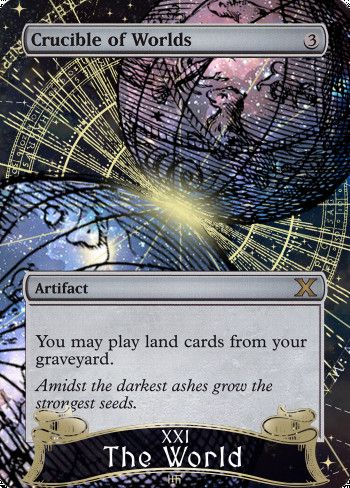 Crucible of Worlds 3
Artifact X
You may play land cards from your
graveyard.
Amidst the darkest ashes grow the
strongest seeds.
XXI
The World